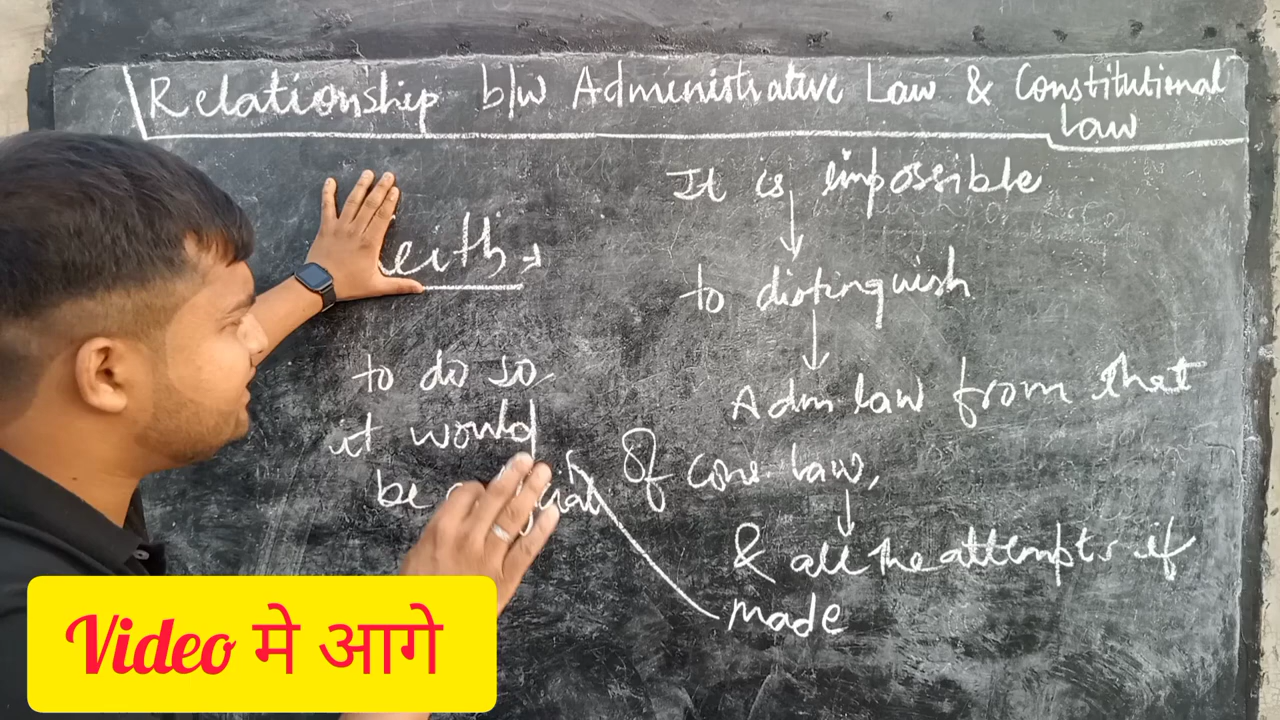 Relationship b/w Administrative Law & Constitutional
Law
eith →
It is impossible
to distinguish
Adm. law from that
Of cons. law,
& all the attempts if
made
to do so,
it would
be
Video मे आगे